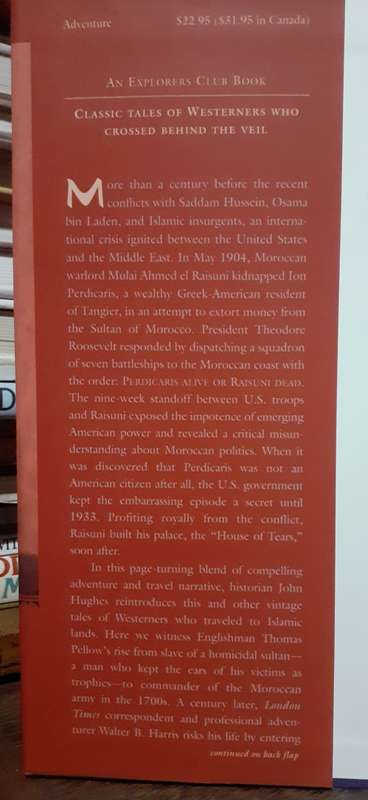 Adventure $22.95 ($31.95 in Canada)
An Explorers Club Book
Classic tales of Westerners who
crossed behind the veil
More than a century before the recent
conflicts with Saddam Hussein, Osama
bin Laden, and Islamic insurgents, an interna-
tional crisis ignited between the United States
and the Middle East. In May 1904, Moroccan
warlord Mulai Ahmed el Raisuni kidnapped Ion
Perdicaris, a wealthy Greek-American resident
of Tangier, in an attempt to extort money from
the Sultan of Morocco. President Theodore
Roosevelt responded by dispatching a squadron
of seven battleships to the Moroccan coast with
the order: Perdicaris alive or Raisuni dead.
The nine-week standoff between U.S. troops
and Raisuni exposed the impotence of emerging
American power and revealed a critical misun-
derstanding about Moroccan politics. When it
was discovered that Perdicaris was not an
American citizen after all, the U.S. government
kept the embarrassing episode a secret until
1933. Profiting royally from the conflict,
Raisuni built his palace, the “House of Tears,”
soon after.
In this page-turning blend of compelling
adventure and travel narrative, historian John
Hughes reintroduces this and other vintage
tales of Westerners who traveled to Islamic
lands. Here we witness Englishman Thomas
Pellow’s rise from slave of a homicidal sultan—
a man who kept the ears of his victims as
trophies—to commander of the Moroccan
army in the 1700s. A century later, London
Times correspondent and professional adven-
turer Walter B. Harris risks his life by entering
continued on back flap